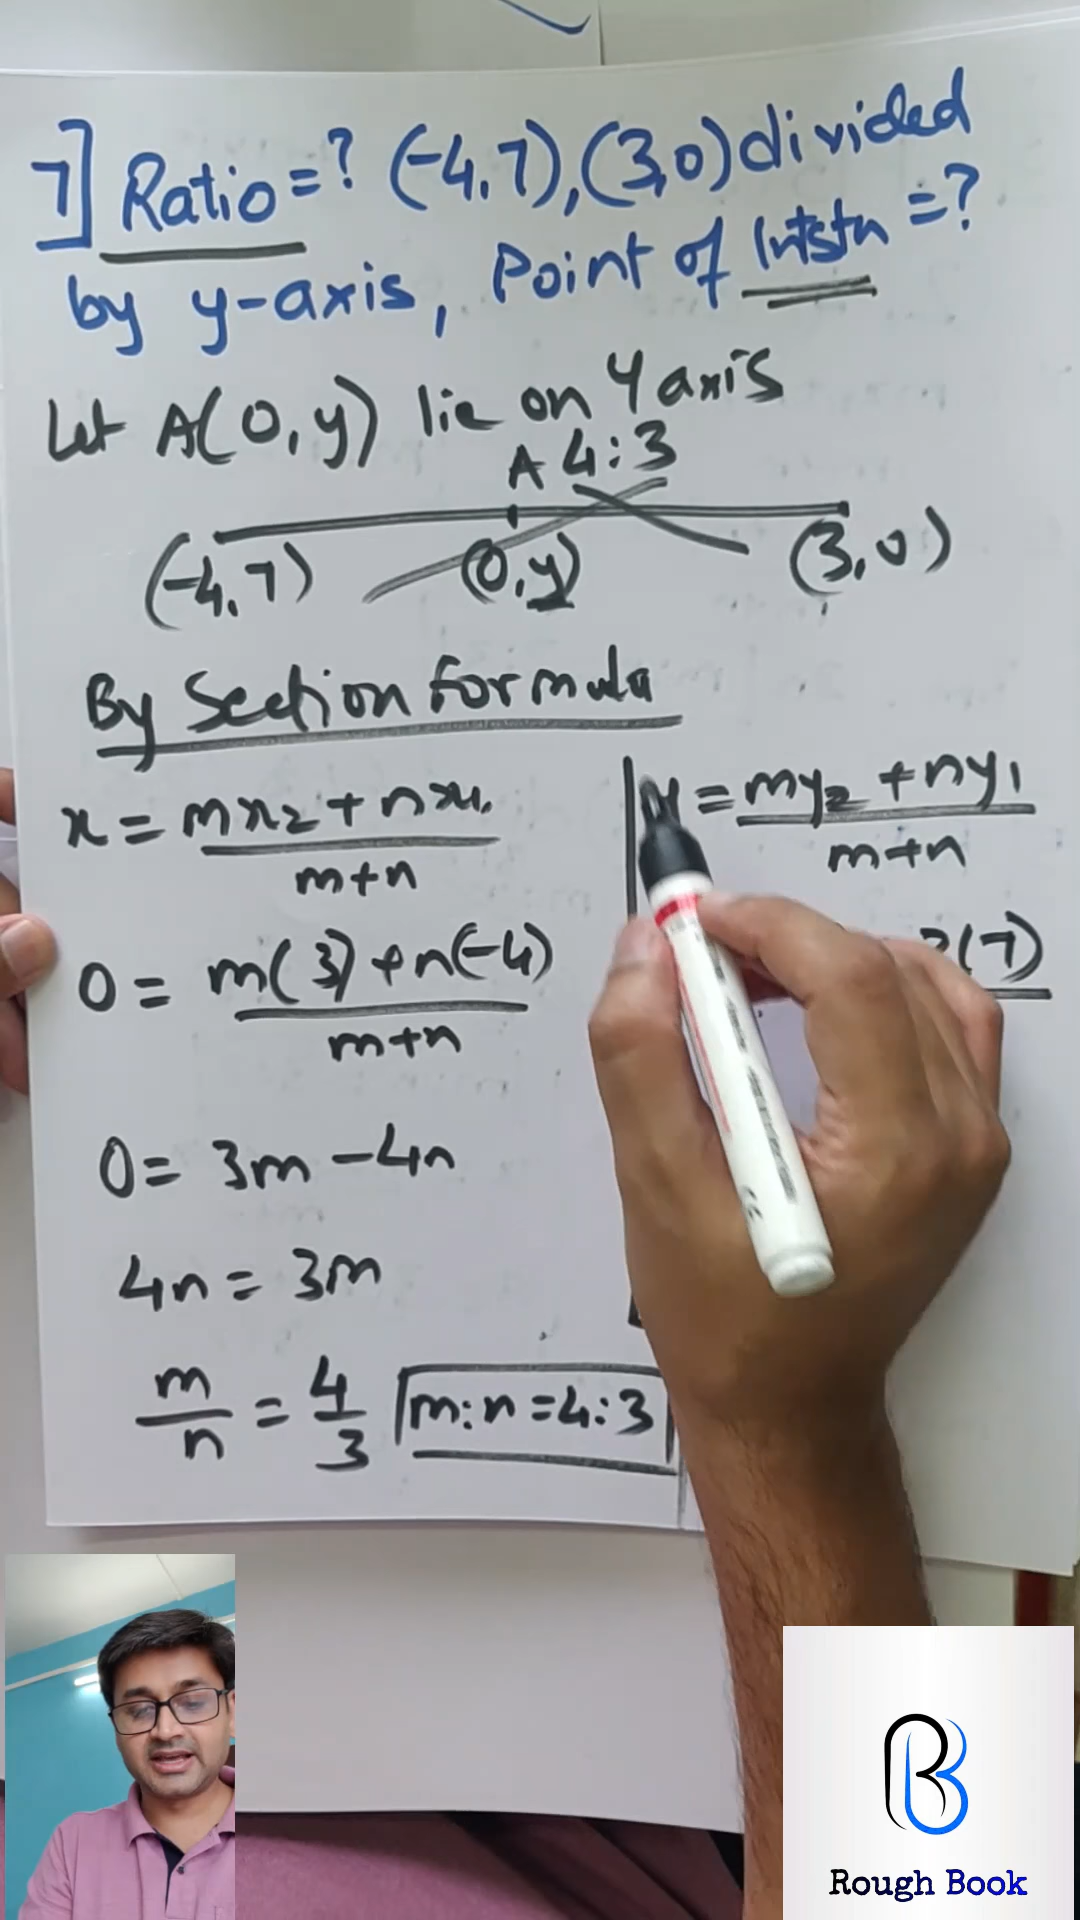 7] Ratio=? (-4,7),(3,0) divided
by y-axis, Point of Intstn =?
Let A(0,y) lie on Y axis
A 4:3
(-4,7) (0,y) (3,0)
By Section Formula
x = mx2 + nx1
m+n
0 = m(3) + n(-4)
m+n
0 = 3m - 4n
4n = 3m
m/n = 4/3 m:n = 4:3
y = my2 + ny1
m+n
(7)
Rough Book